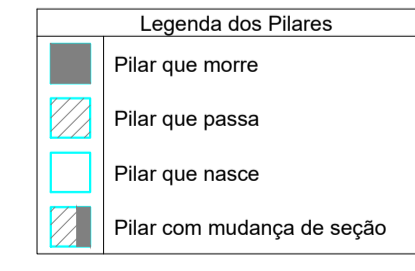 Legenda dos Pilares
Pilar que morre
Pilar que passa
Pilar que nasce
Pilar com mudança de seção